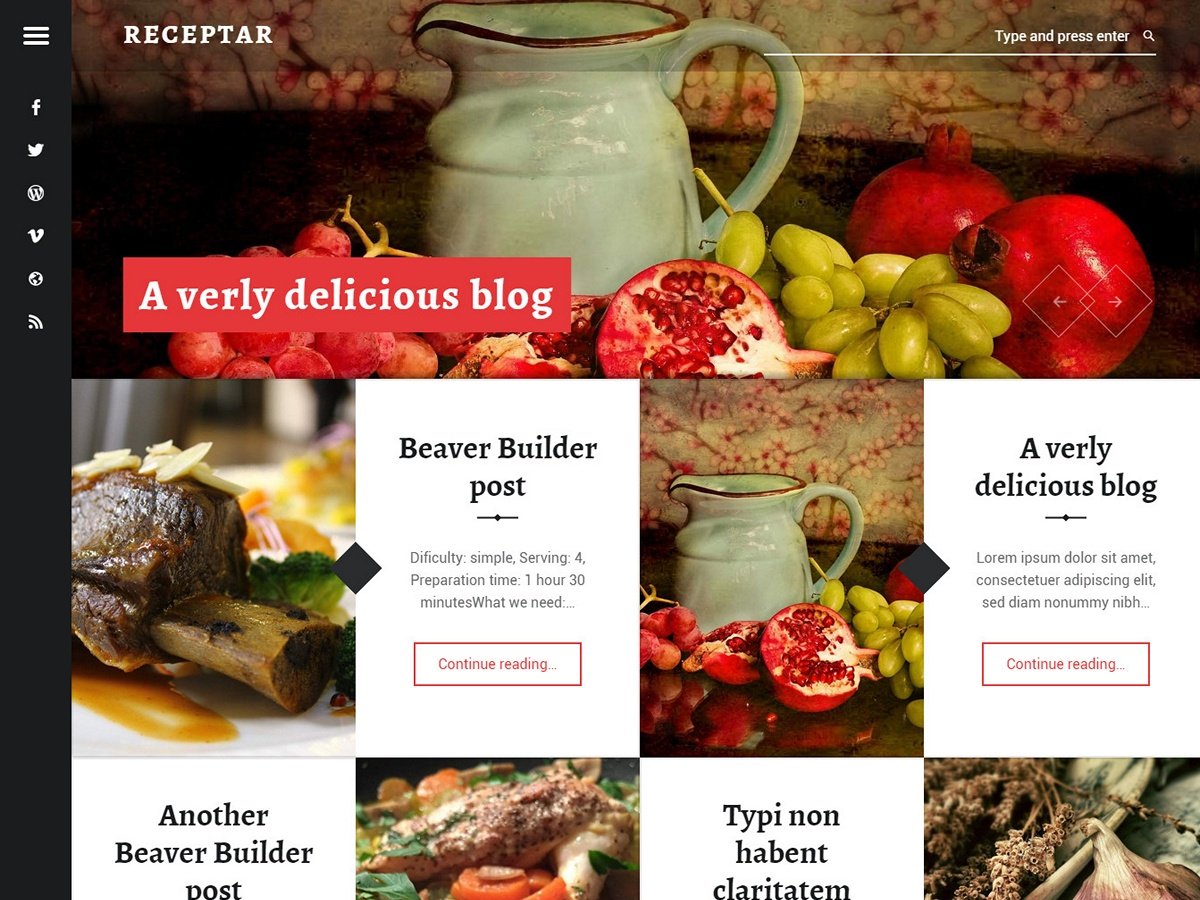 RECEPTAR
Type and press enter
A verly delicious blog
Beaver Builder
post
Dificulty: simple, Serving: 4,
Preparation time: 1 hour 30
minutesWhat we need:...
Continue reading...
A verly
delicious blog
Lorem ipsum dolor sit amet,
consectetuer adipiscing elit,
sed diam nonummy nibh...
Continue reading...
Another
Beaver Builder
post
Typi non
habent
claritatem